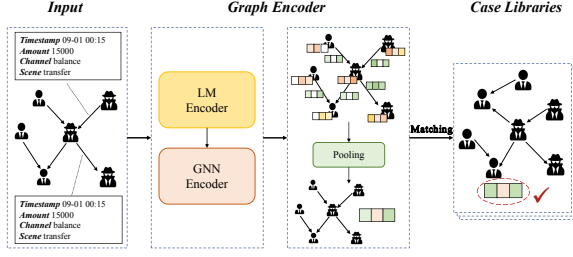 Input
Graph Encoder
Case Libraries
Timestamp 09-01 00:15
Amount 15000
Channel balance
Scene transfer
LM
Encoder
GNN
Encoder
Pooling
Matching
Timestamp 09-01 00:15
Amount 15000
Channel balance
Scene transfer